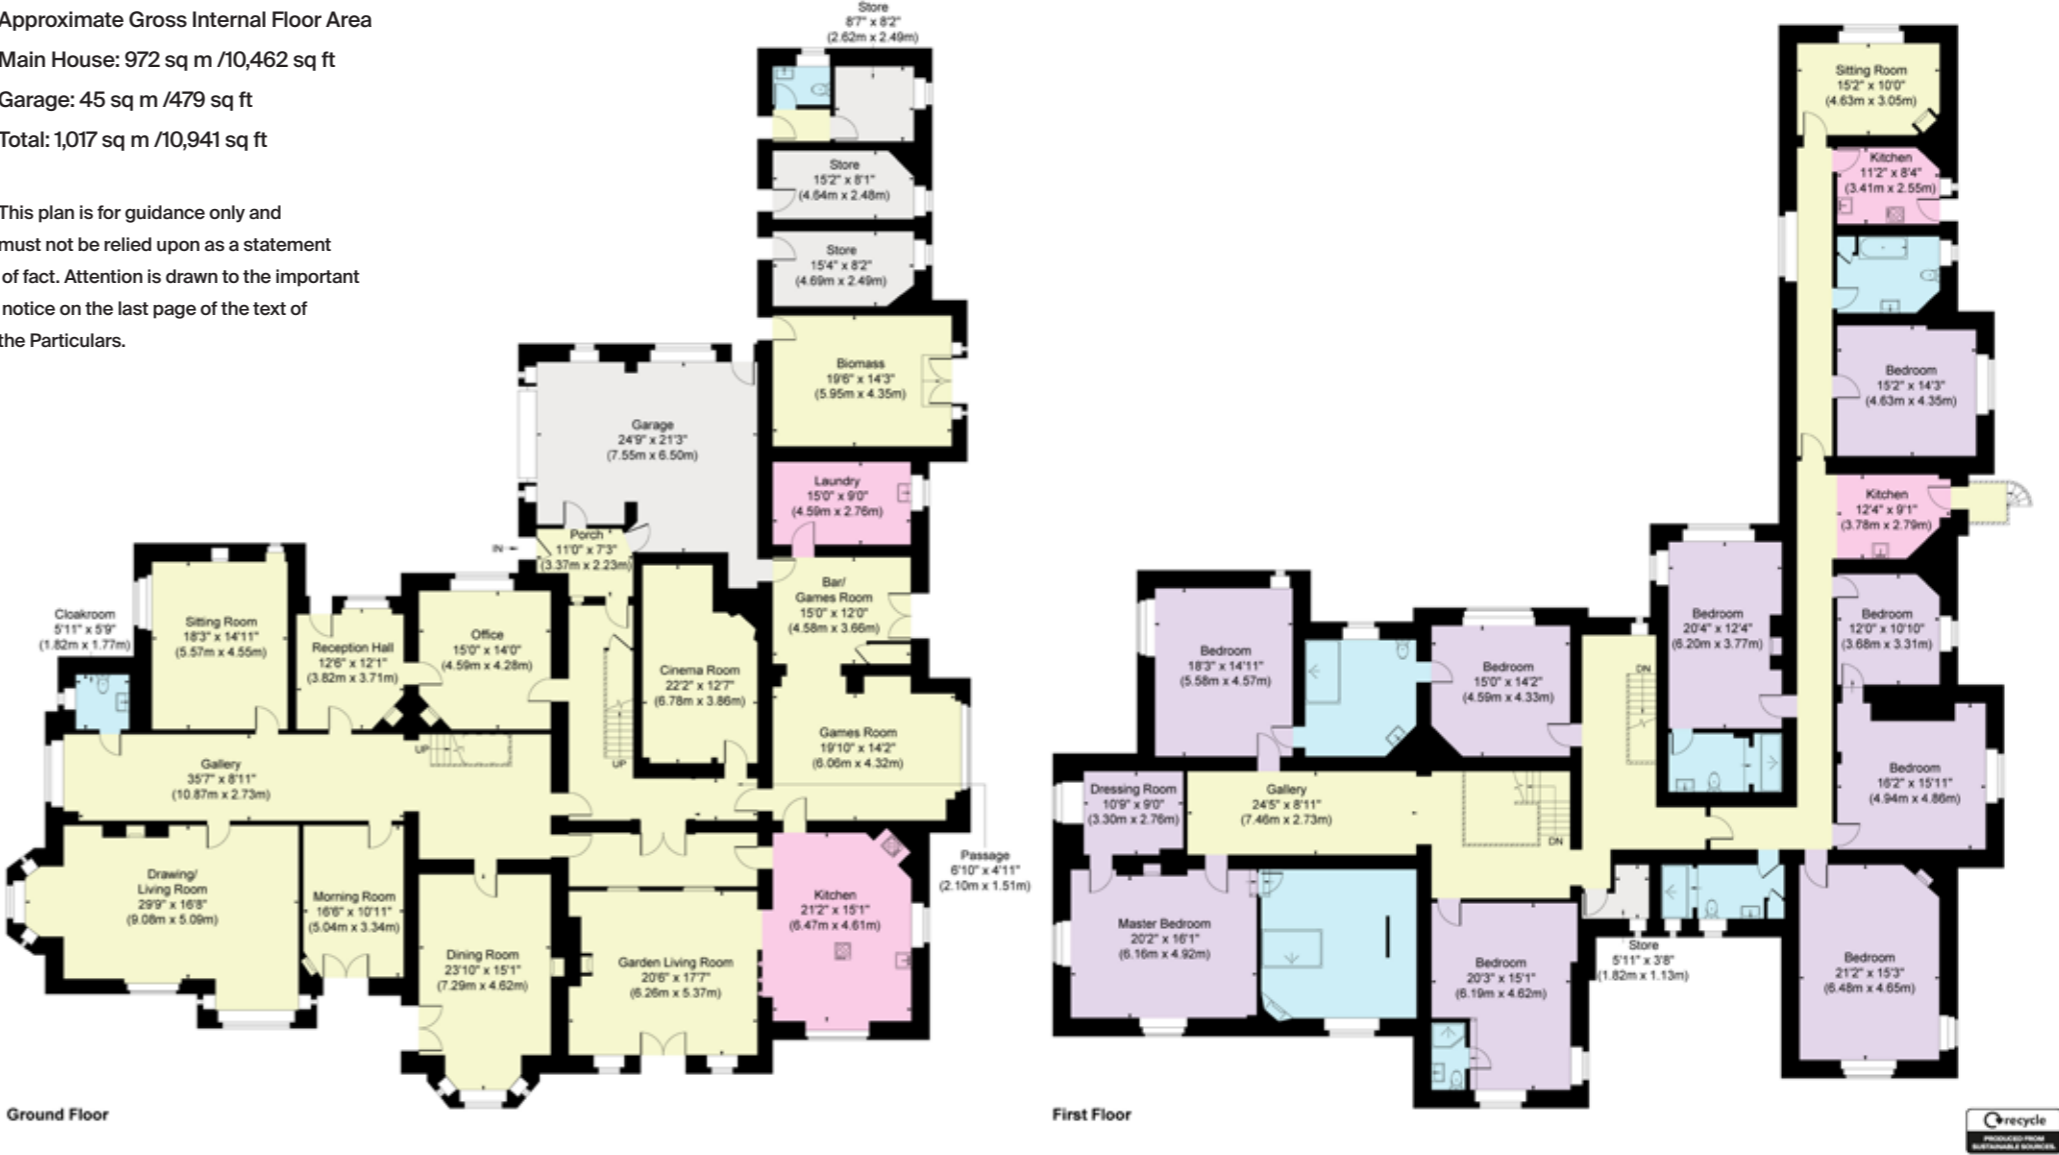 Approximate Gross Internal Floor Area
Main House: 972 sq m /10,462 sq ft
Garage: 45 sq m /479 sq ft
Total: 1,017 sq m /10,941 sq ft
This plan is for guidance only and
must not be relied upon as a statement
of fact. Attention is drawn to the important
notice on the last page of the text of
the Particulars.
Store
8'7" x 8'2"
(2.62m x 2.49m)
Store
15'2" x 8'1"
(4.64m x 2.48m)
Store
15'4" x 8'2"
(4.69m x 2.49m)
Biomass
19'6" x 14'3"
(5.95m x 4.35m)
Garage
24'9" x 21'3"
(7.55m x 6.50m)
Laundry
15'0" x 9'0"
(4.59m x 2.76m)
IN
Porch
11'0" x 7'3"
(3.37m x 2.23m)
Bar/
Games Room
15'0" x 12'0"
(4.58m x 3.66m)
Cloakroom
5'11" x 5'9"
(1.82m x 1.77m)
Sitting Room
18'3" x 14'11"
(5.57m x 4.55m)
Reception Hall
12'6" x 12'1"
(3.82m x 3.71m)
Office
15'0" x 14'0"
(4.59m x 4.28m)
Cinema Room
22'2" x 12'7"
(6.78m x 3.86m)
Games Room
19'10" x 14'2"
(6.06m x 4.32m)
UP
UP
Gallery
35'7" x 8'11"
(10.87m x 2.73m)
Passage
6'10" x 4'11"
(2.10m x 1.51m)
Drawing/
Living Room
29'9" x 16'8"
(9.08m x 5.09m)
Morning Room
16'6" x 10'11"
(5.04m x 3.34m)
Dining Room
23'10" x 15'1"
(7.29m x 4.62m)
Garden Living Room
20'6" x 17'7"
(6.26m x 5.37m)
Kitchen
21'2" x 15'1"
(6.47m x 4.61m)
Ground Floor
Sitting Room
15'2" x 10'0"
(4.63m x 3.05m)
Kitchen
11'2" x 8'4"
(3.41m x 2.55m)
Bedroom
15'2" x 14'3"
(4.63m x 4.35m)
Kitchen
12'4" x 9'1"
(3.78m x 2.79m)
Bedroom
12'0" x 10'10"
(3.68m x 3.31m)
Bedroom
20'4" x 12'4"
(6.20m x 3.77m)
Bedroom
18'3" x 14'11"
(5.58m x 4.57m)
Bedroom
15'0" x 14'2"
(4.59m x 4.33m)
DN
Bedroom
16'2" x 15'11"
(4.94m x 4.86m)
Dressing Room
10'9" x 9'0"
(3.30m x 2.76m)
Gallery
24'5" x 8'11"
(7.46m x 2.73m)
DN
Master Bedroom
20'2" x 16'1"
(6.16m x 4.92m)
Bedroom
20'3" x 15'1"
(6.19m x 4.62m)
Store
5'11" x 3'8"
(1.82m x 1.13m)
Bedroom
21'2" x 15'3"
(6.48m x 4.65m)
First Floor
recycle
PRODUCED FROM
SUSTAINABLE SOURCES.